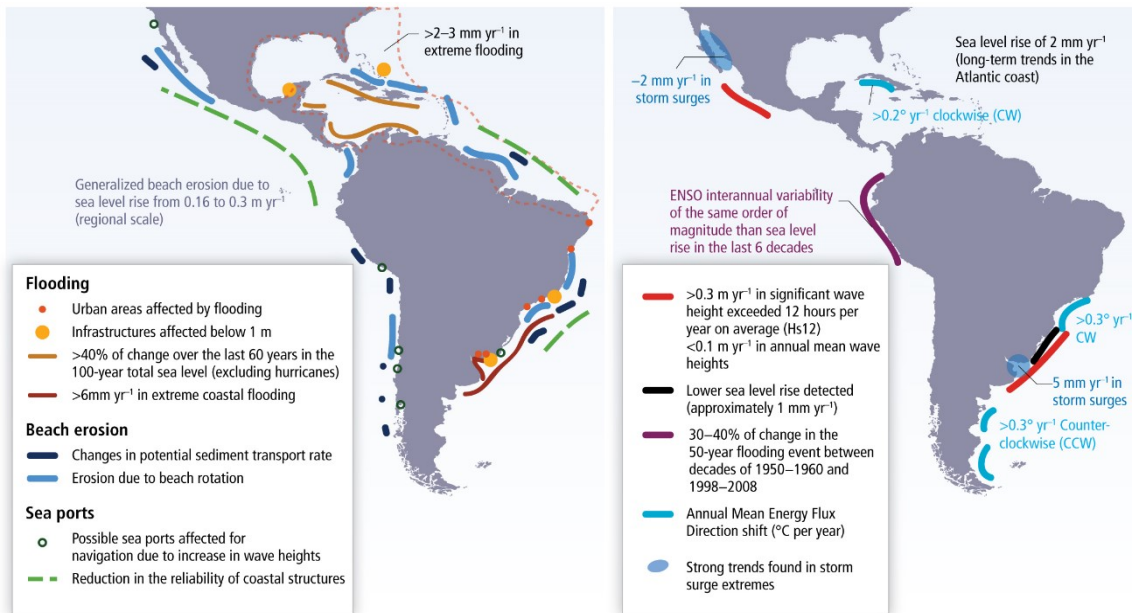 >2–3 mm yr⁻¹ in
extreme flooding
Generalized beach erosion due to
sea level rise from 0.16 to 0.3 m yr⁻¹
(regional scale)
Flooding
Urban areas affected by flooding
Infrastructures affected below 1 m
>40% of change over the last 60 years in the
100-year total sea level (excluding hurricanes)
>6mm yr⁻¹ in extreme coastal flooding
Beach erosion
Changes in potential sediment transport rate
Erosion due to beach rotation
Sea ports
Possible sea ports affected for
navigation due to increase in wave heights
Reduction in the reliability of coastal structures
Sea level rise of 2 mm yr⁻¹
(long-term trends in the
Atlantic coast)
–2 mm yr⁻¹ in
storm surges
>0.2° yr⁻¹ clockwise (CW)
ENSO interannual variability
of the same order of
magnitude than sea level
rise in the last 6 decades
>0.3° yr⁻¹
CW
5 mm yr⁻¹ in
storm surges
>0.3° yr⁻¹ Counter-
clockwise (CCW)
>0.3 m yr⁻¹ in significant wave
height exceeded 12 hours per
year on average (Hs12)
<0.1 m yr⁻¹ in annual mean wave
heights
Lower sea level rise detected
(approximately 1 mm yr⁻¹)
30–40% of change in the
50-year flooding event between
decades of 1950–1960 and
1998–2008
Annual Mean Energy Flux
Direction shift (°C per year)
Strong trends found in storm
surge extremes